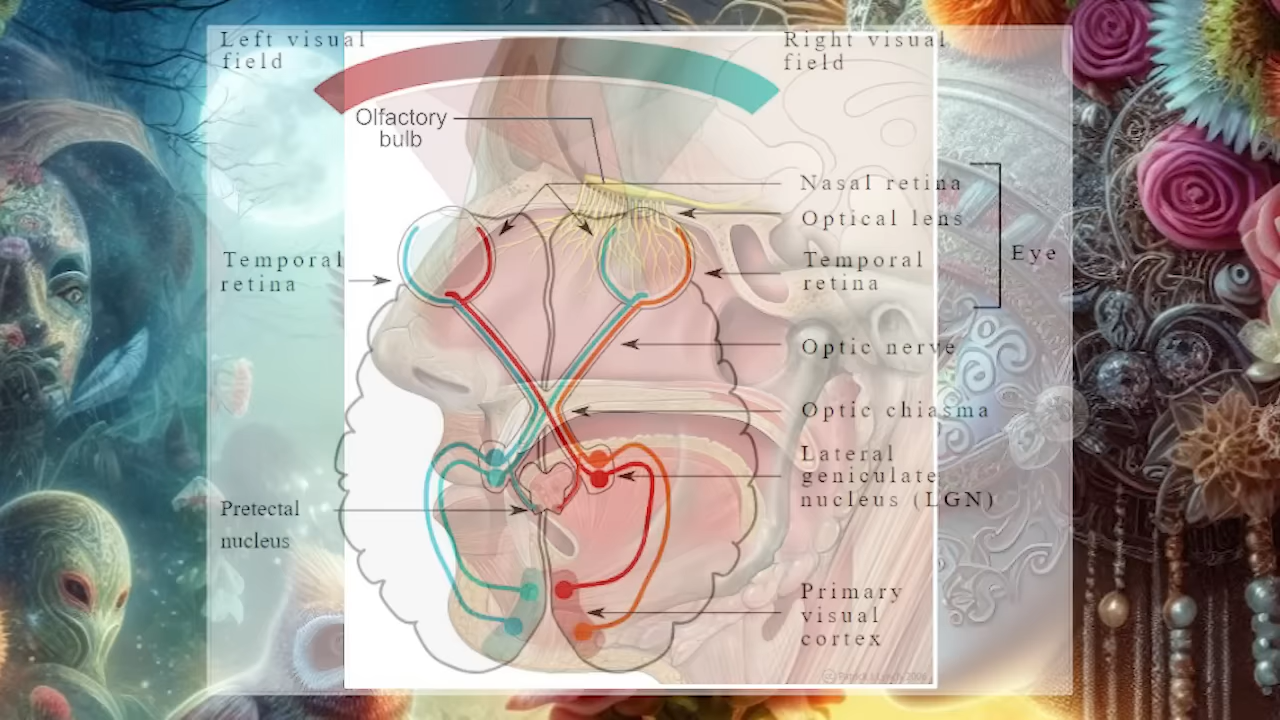 Left visual
field
Right visual
field
Olfactory
bulb
Nasal retina
Optical lens
Eye
Temporal
retina
Temporal
retina
Optic nerve
Optic chiasma
Lateral
geniculate
nucleus (LGN)
Pretectal
nucleus
Primary
visual
cortex